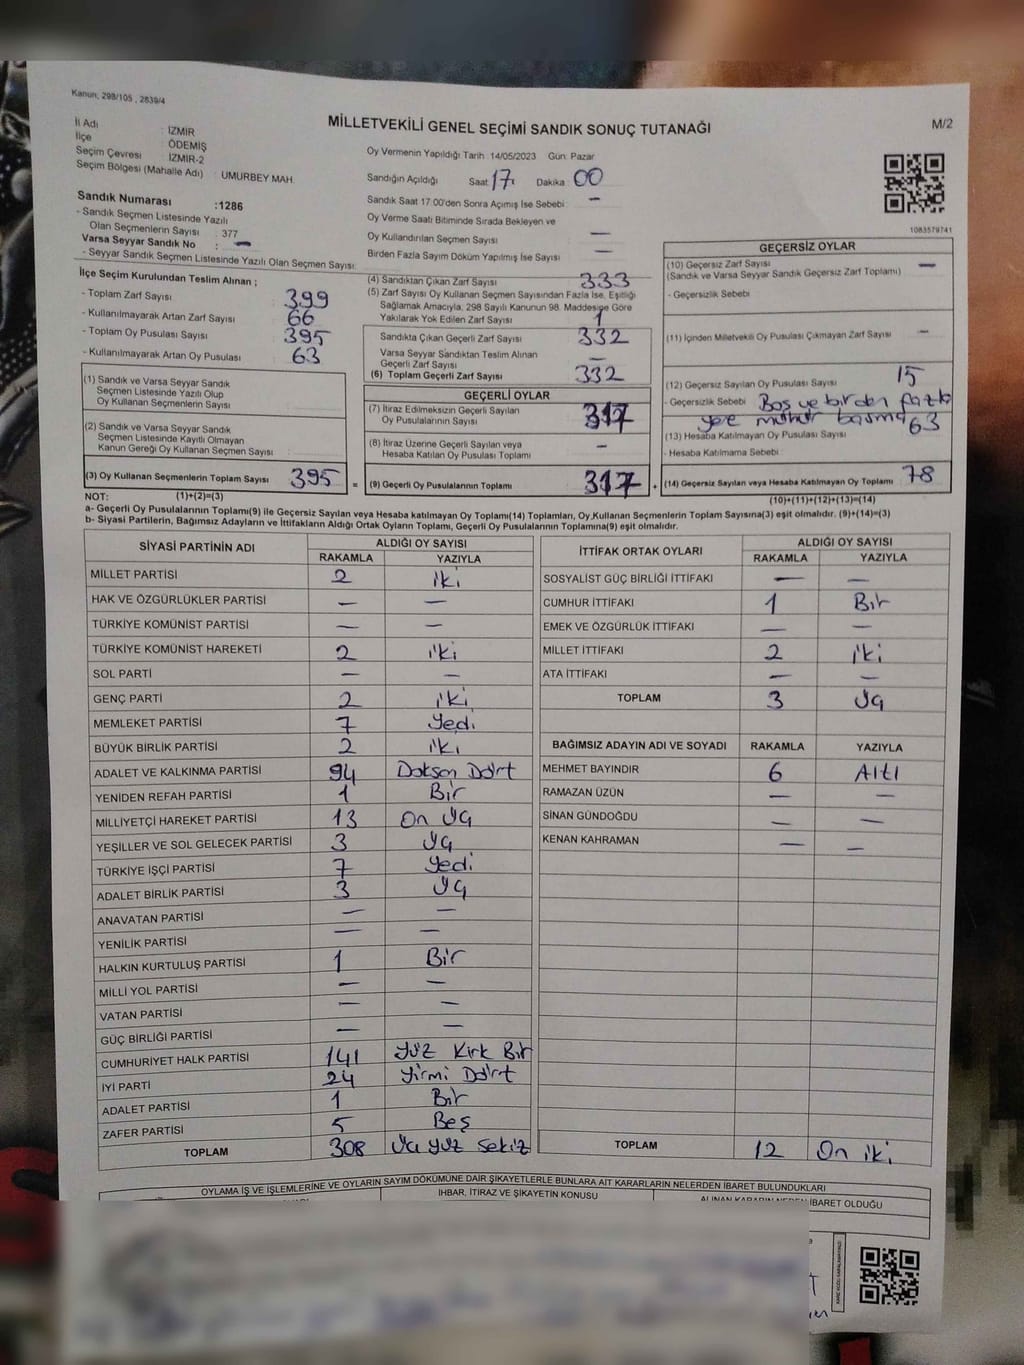 Kanun, 298/105 , 2839/4
MİLLETVEKİLİ GENEL SEÇİMİ SANDIK SONUÇ TUTANAĞI
M/2
İl Adı : İZMİR
İlçe : ÖDEMİŞ
Seçim Çevresi : İZMİR-2
Seçim Bölgesi (Mahalle Adı) : UMURBEY MAH.
Sandık Numarası :1286
- Sandık Seçmen Listesinde Yazılı
Olan Seçmenlerin Sayısı : 377
Varsa Seyyar Sandık No : —
- Seyyar Sandık Seçmen Listesinde Yazılı Olan Seçmen Sayısı:
Oy Vermenin Yapıldığı Tarih :14/05/2023 Gün: Pazar
Sandığın Açıldığı Saat: 17 Dakika: 00
Sandık Saat 17:00'den Sonra Açımış İse Sebebi : —
Oy Verme Saati Bitiminde Sırada Bekleyen ve
Oy Kullandırılan Seçmen Sayısı : —
Birden Fazla Sayım Döküm Yapılmış İse Sayısı : —
1083579741
İlçe Seçim Kurulundan Teslim Alınan ;
- Toplam Zarf Sayısı : 399
- Kullanılmayarak Artan Zarf Sayısı : 66
- Toplam Oy Pusulası Sayısı : 395
- Kullanılmayarak Artan Oy Pusulası : 63
(1) Sandık ve Varsa Seyyar Sandık
Seçmen Listesinde Yazılı Olup
Oy Kullanan Seçmenlerin Sayısı :
(2) Sandık ve Varsa Seyyar Sandık
Seçmen Listesinde Kayıtlı Olmayan
Kanun Gereği Oy Kullanan Seçmen Sayısı :
(3) Oy Kullanan Seçmenlerin Toplam Sayısı : 395
(4) Sandıktan Çıkan Zarf Sayısı : 333
(5) Zarf Sayısı Oy Kullanan Seçmen Sayısından Fazla İse, Eşitliği
Sağlamak Amacıyla, 298 Sayılı Kanunun 98. Maddesine Göre
Yakılarak Yok Edilen Zarf Sayısı : 1
Sandıkta Çıkan Geçerli Zarf Sayısı : 332
Varsa Seyyar Sandıktan Teslim Alınan
Geçerli Zarf Sayısı : —
(6) Toplam Geçerli Zarf Sayısı : 332
GEÇERLİ OYLAR
(7) İtiraz Edilmeksizin Geçerli Sayılan
Oy Pusulalarının Sayısı : 317
(8) İtiraz Üzerine Geçerli Sayılan veya
Hesaba Katılan Oy Pusulası Toplamı : —
= (9) Geçerli Oy Pusulalarının Toplamı : 317 +
GEÇERSİZ OYLAR
(10) Geçersiz Zarf Sayısı : —
(Sandık ve Varsa Seyyar Sandık Geçersiz Zarf Toplamı)
- Geçersizlik Sebebi :
(11) İçinden Milletvekili Oy Pusulası Çıkmayan Zarf Sayısı : —
(12) Geçersiz Sayılan Oy Pusulası Sayısı : 15
- Geçersizlik Sebebi : Boş ve birden fazla
yere mühür basma
(13) Hesaba Katılmayan Oy Pusulası Sayısı : 63
- Hesaba Katılmama Sebebi :
(14) Geçersiz Sayılan veya Hesaba Katılmayan Oy Toplamı : 78
NOT: (1)+(2)=(3) (10)+(11)+(12)+(13)=(14)
a- Geçerli Oy Pusulalarının Toplamı(9) ile Geçersiz Sayılan veya Hesaba katılmayan Oy Toplam(14) Toplamları, Oy Kullanan Seçmenlerin Toplam Sayısına(3) eşit olmalıdır. (9)+(14)=(3)
b- Siyasi Partilerin, Bağımsız Adayların ve İttifakların Aldığı Ortak Oyların Toplamı, Geçerli Oy Pusulalarının Toplamına(9) eşit olmalıdır.
SİYASİ PARTİNİN ADI ALDIĞI OY SAYISI
RAKAMLA YAZIYLA
MİLLET PARTİSİ 2 iki
HAK VE ÖZGÜRLÜKLER PARTİSİ — —
TÜRKİYE KOMÜNİST PARTİSİ — —
TÜRKİYE KOMÜNİST HAREKETİ 2 iki
SOL PARTİ — —
GENÇ PARTİ 2 iki
MEMLEKET PARTİSİ 7 Yedi
BÜYÜK BİRLİK PARTİSİ 2 iki
ADALET VE KALKINMA PARTİSİ 94 Doksan Dört
YENİDEN REFAH PARTİSİ 1 Bir
MİLLİYETÇİ HAREKET PARTİSİ 13 On Üç
YEŞİLLER VE SOL GELECEK PARTİSİ 3 Üç
TÜRKİYE İŞÇİ PARTİSİ 7 Yedi
ADALET BİRLİK PARTİSİ 3 Üç
ANAVATAN PARTİSİ — —
YENİLİK PARTİSİ — —
HALKIN KURTULUŞ PARTİSİ 1 Bir
MİLLİ YOL PARTİSİ — —
VATAN PARTİSİ — —
GÜÇ BİRLİĞİ PARTİSİ — —
CUMHURİYET HALK PARTİSİ 141 Yüz Kırk Bir
İYİ PARTİ 24 Yirmi Dört
ADALET PARTİSİ 1 Bir
ZAFER PARTİSİ 5 Beş
TOPLAM 308 Üç Yüz Sekiz
İTTİFAK ORTAK OYLARI ALDIĞI OY SAYISI
RAKAMLA YAZIYLA
SOSYALİST GÜÇ BİRLİĞİ İTTİFAKI — —
CUMHUR İTTİFAKI 1 Bir
EMEK VE ÖZGÜRLÜK İTTİFAKI — —
MİLLET İTTİFAKI 2 iki
ATA İTTİFAKI — —
TOPLAM 3 Üç
BAĞIMSIZ ADAYIN ADI VE SOYADI RAKAMLA YAZIYLA
MEHMET BAYINDIR 6 Altı
RAMAZAN ÜZÜN — —
SİNAN GÜNDOĞDU — —
KENAN KAHRAMAN — —
TOPLAM 12 On iki
OYLAMA İŞ VE İŞLEMLERİNE VE OYLARIN SAYIM DÖKÜMÜNE DAİR ŞİKAYETLERLE BUNLARA AİT KARARLARIN NELERDEN İBARET BULUNDUKLARI
İHBAR, İTİRAZ VE ŞİKAYETİN KONUSU
ALINAN KARARIN NEDEN İBARET OLDUĞU